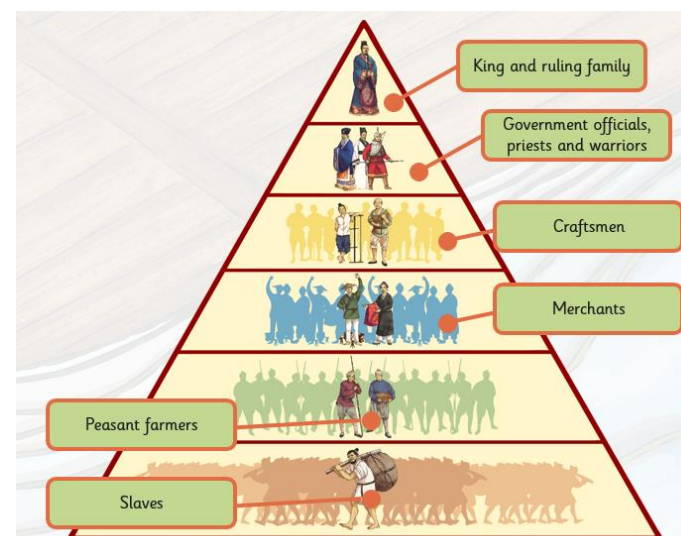 King and ruling family
Government officials,
priests and warriors
Craftsmen
Merchants
Peasant farmers
Slaves